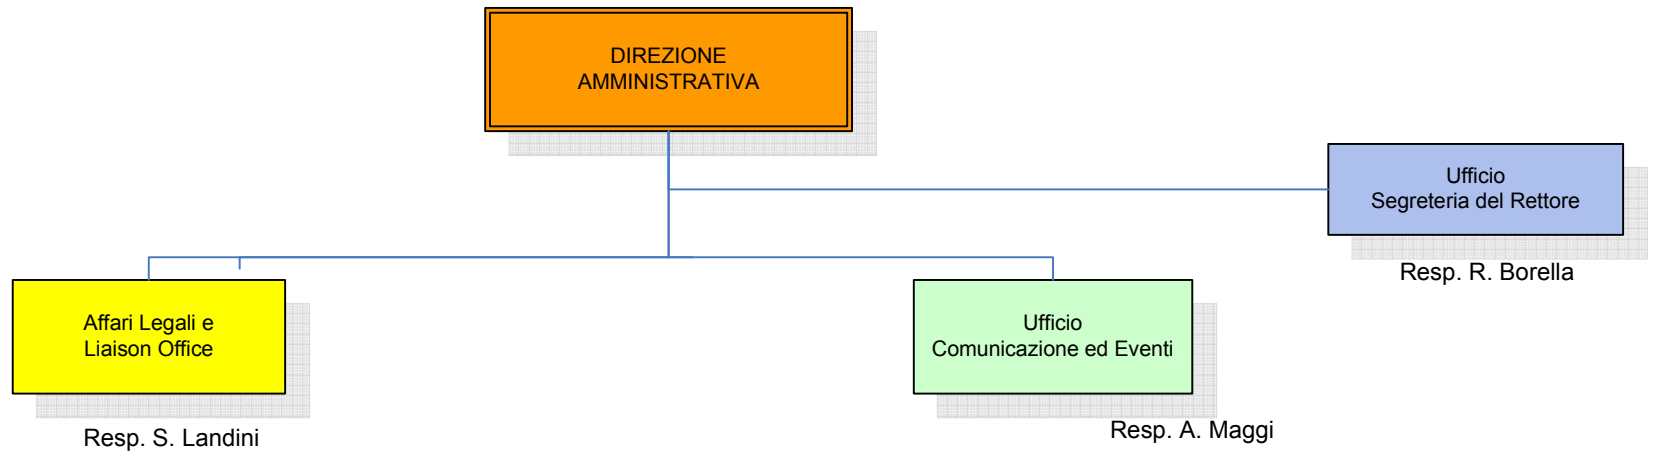 DIREZIONE
AMMINISTRATIVA
Ufficio
Segreteria del Rettore
Resp. R. Borella
Affari Legali e
Liaison Office
Resp. S. Landini
Ufficio
Comunicazione ed Eventi
Resp. A. Maggi